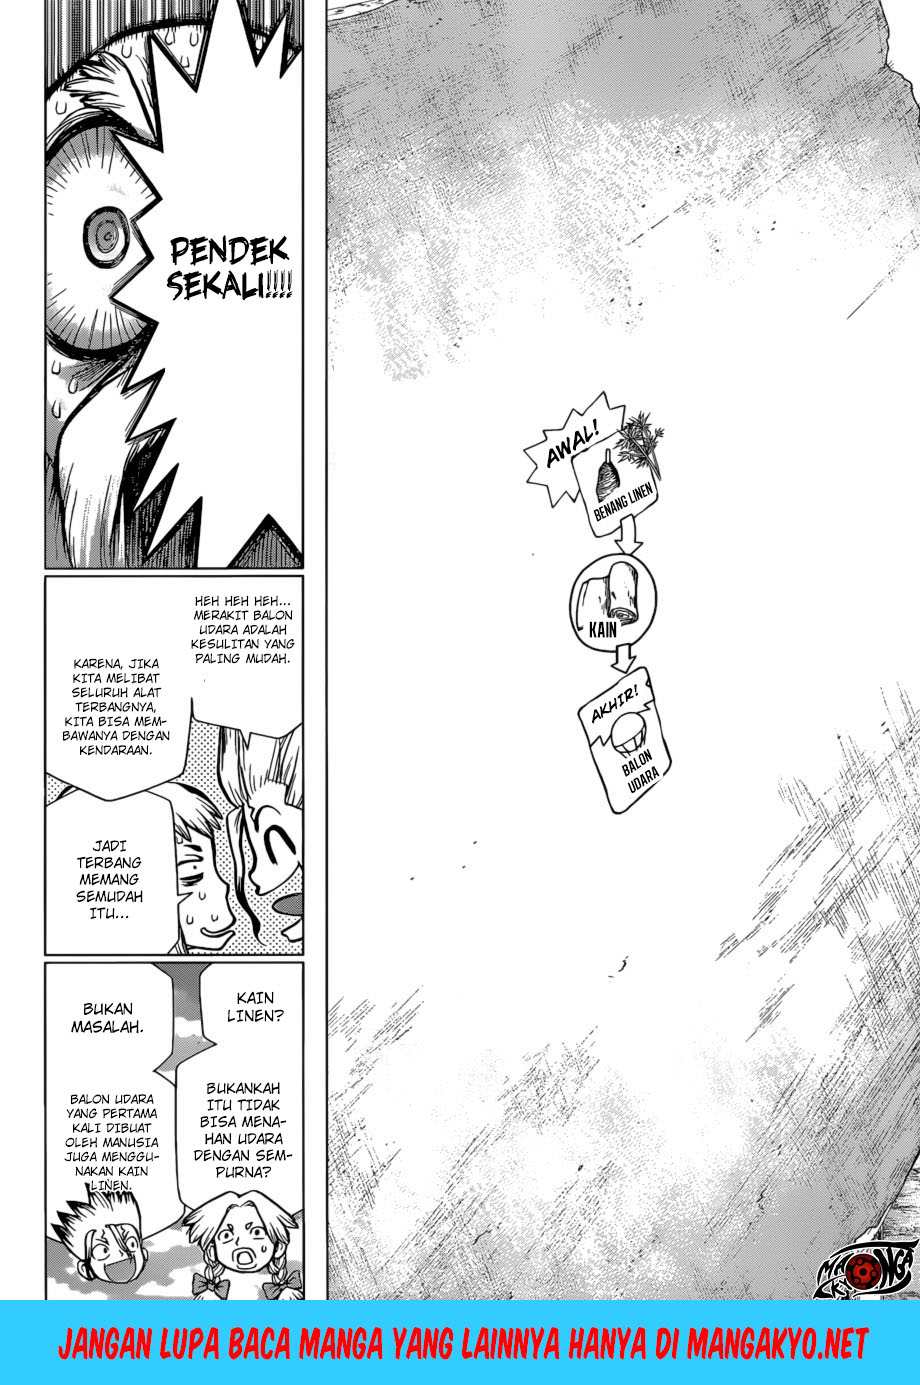 AWAL!
BENANG LINEN
KAIN
AKHIR!
BALON
UDARA
PENDEK
SEKALI!!!!
HEH HEH HEH...
MERAKIT BALON
UDARA ADALAH
KESULITAN YANG
PALING MUDAH.
KARENA, JIKA
KITA MELIBAT
SELURUH ALAT
TERBANGNYA,
KITA BISA MEM-
BAWANYA DENGAN
KENDARAAN.
JADI
TERBANG
MEMANG
SEMUDAH
ITU...
KAIN
LINEN?
BUKANKAH
ITU TIDAK
BISA MENA-
HAN UDARA
DENGAN SEM-
PURNA?
BUKAN
MASALAH.
BALON UDARA
YANG PERTAMA
KALI DIBUAT
OLEH MANUSIA
JUGA MENGGU-
NAKAN KAIN
LINEN.
MANGA
KYO
JANGAN LUPA BACA MANGA YANG LAINNYA HANYA DI MANGAKYO.NET